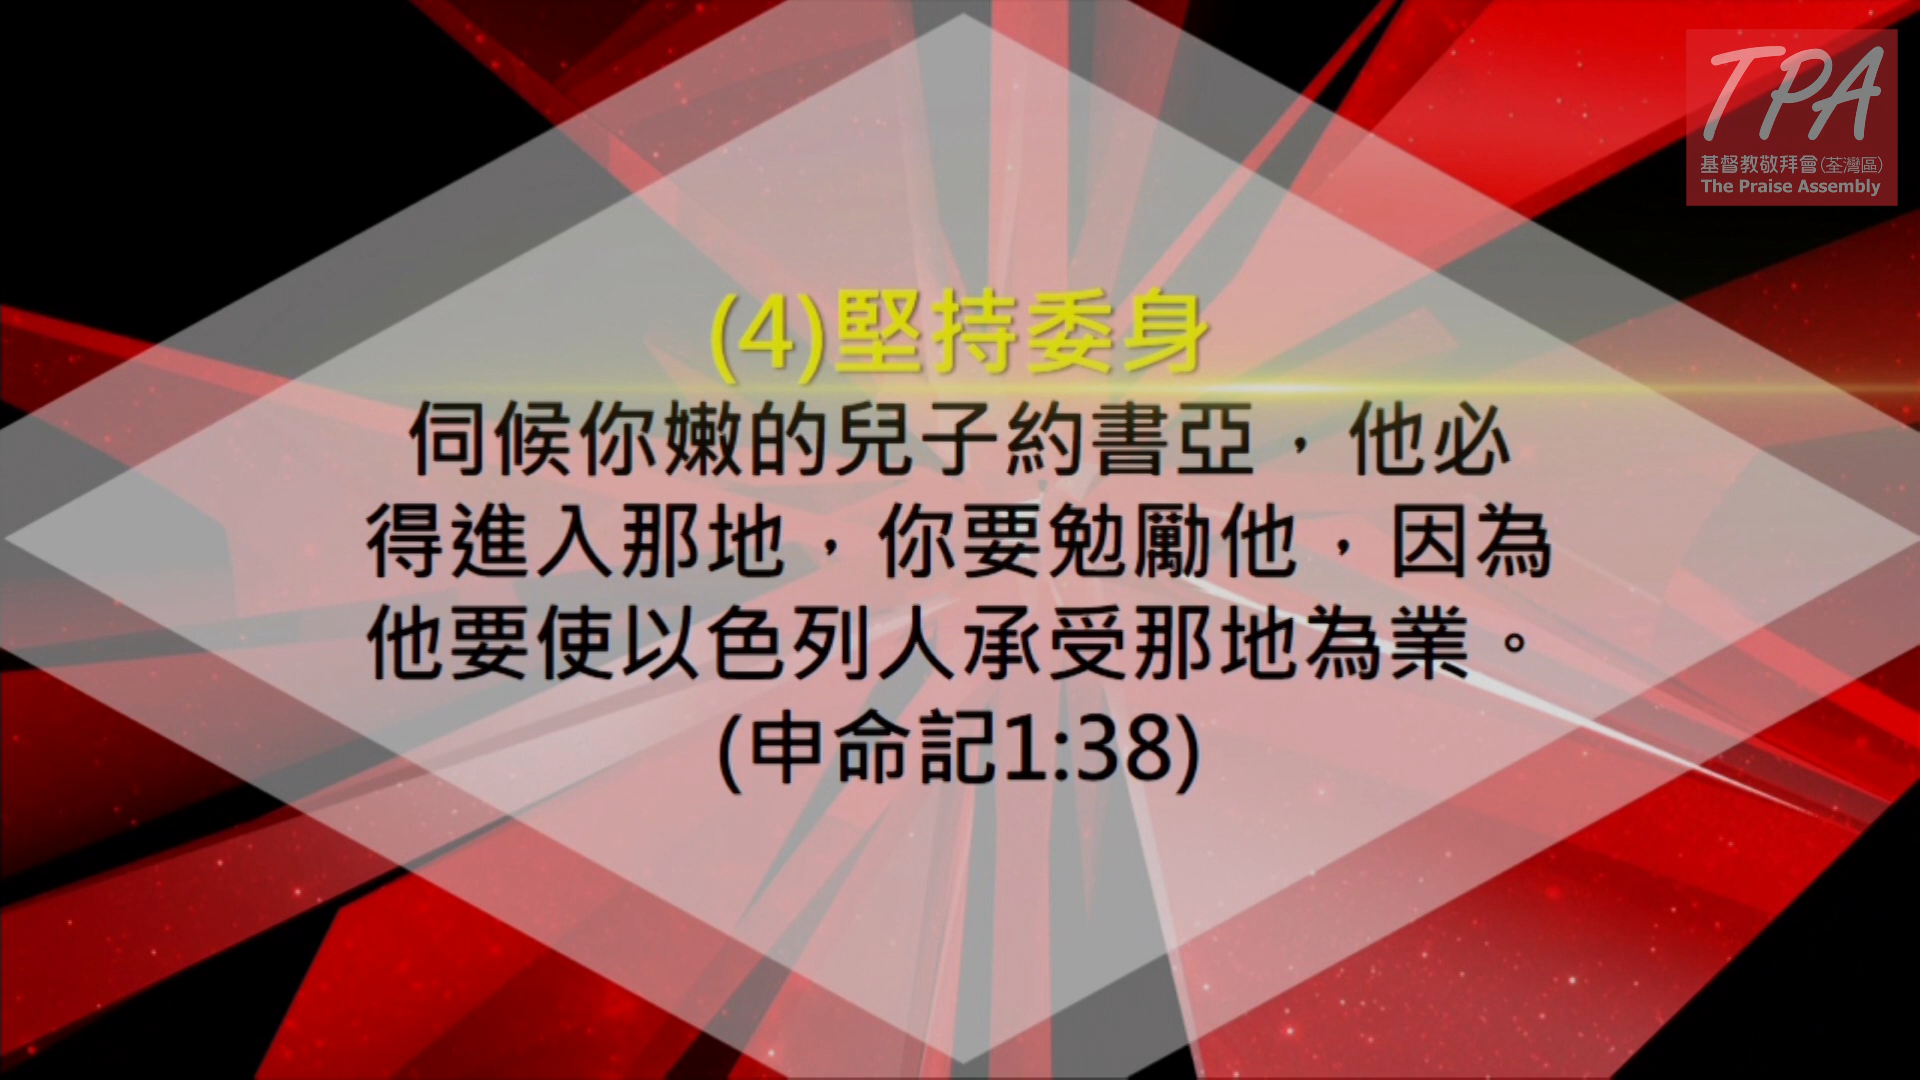 TPA
基督教敬拜會(荃灣區)
The Praise Assembly
(4)堅持委身
伺候你嫩的兒子約書亞，他必
得進入那地，你要勉勵他，因為
他要使以色列人承受那地為業。
(申命記1:38)